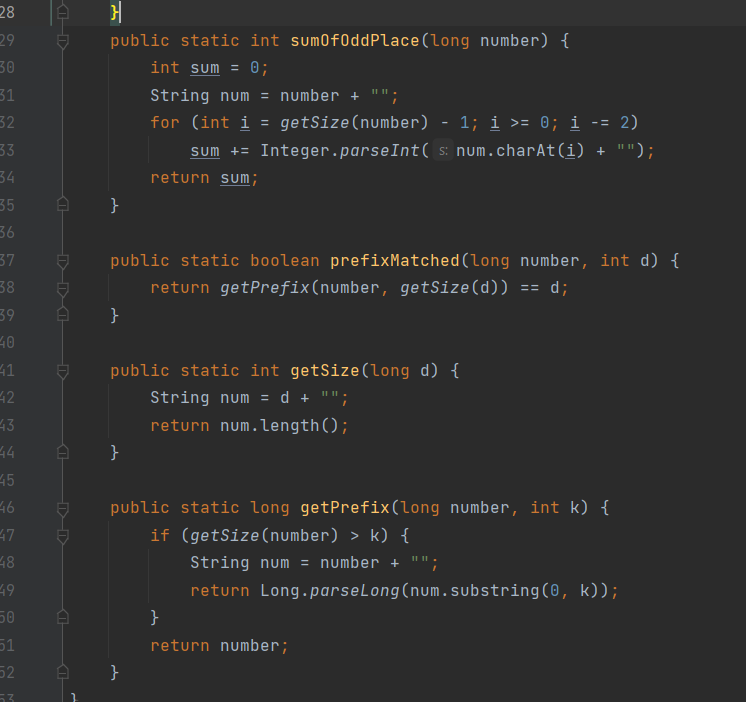 28 }
29 public static int sumOfOddPlace(long number) {
30 int sum = 0;
31 String num = number + "";
32 for (int i = getSize(number) - 1; i >= 0; i -= 2)
33 sum += Integer.parseInt( s: num.charAt(i) + "");
34 return sum;
35 }
36
37 public static boolean prefixMatched(long number, int d) {
38 return getPrefix(number, getSize(d)) == d;
39 }
40
41 public static int getSize(long d) {
42 String num = d + "";
43 return num.length();
44 }
45
46 public static long getPrefix(long number, int k) {
47 if (getSize(number) > k) {
48 String num = number + "";
49 return Long.parseLong(num.substring(0, k));
50 }
51 return number;
52 }
53 }